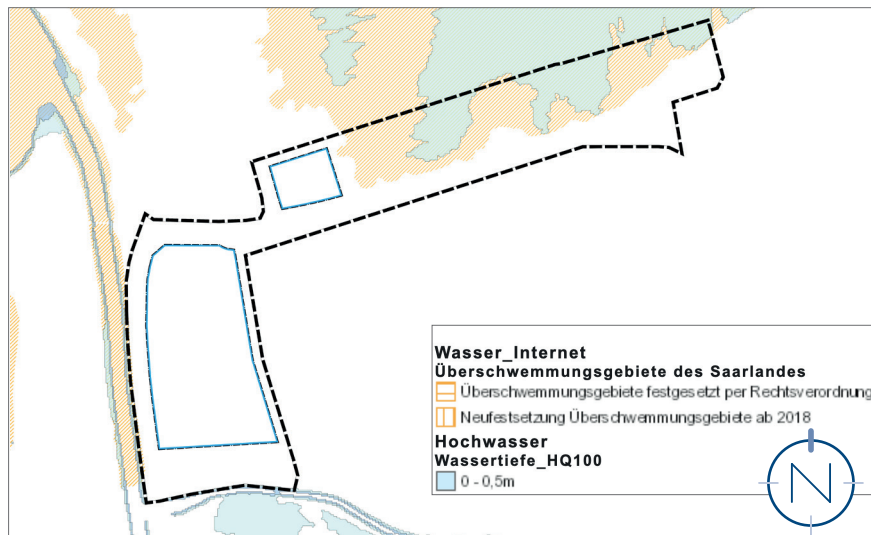 Wasser_Internet
Überschwemmungsgebiete des Saarlandes
Überschwemmungsgebiete festgesetzt per Rechtsverordnung
Neufestsetzung Überschwemmungsgebiete ab 2018
Hochwasser
Wassertiefe_HQ100
0 - 0,5m
N